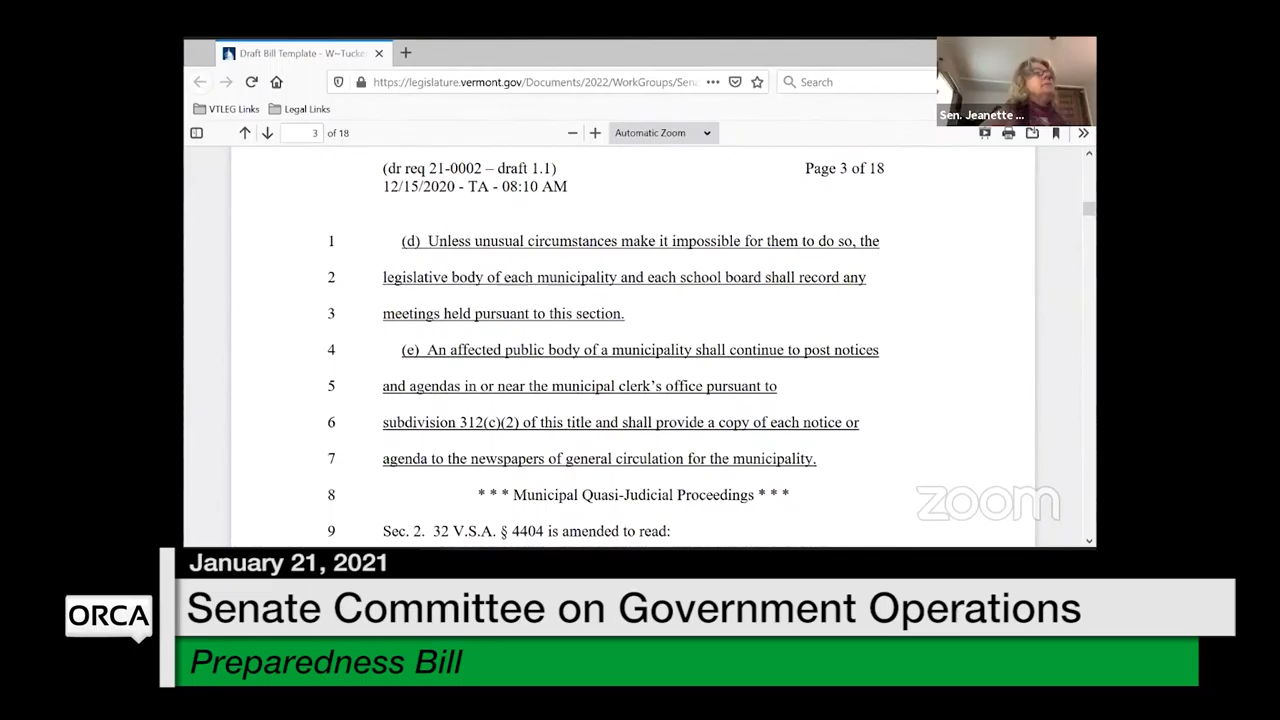 Draft Bill Template - W~Tucke
https://legislature.vermont.gov/Documents/2022/WorkGroups/Sena
Search
VTLEG Links
Legal Links
Sen. Jeanette ...
3 of 18
Automatic Zoom
(dr req 21-0002 – draft 1.1)
Page 3 of 18
12/15/2020 - TA - 08:10 AM
1 (d) Unless unusual circumstances make it impossible for them to do so, the
2 legislative body of each municipality and each school board shall record any
3 meetings held pursuant to this section.
4 (e) An affected public body of a municipality shall continue to post notices
5 and agendas in or near the municipal clerk’s office pursuant to
6 subdivision 312(c)(2) of this title and shall provide a copy of each notice or
7 agenda to the newspapers of general circulation for the municipality.
8 * * * Municipal Quasi-Judicial Proceedings * * *
9 Sec. 2. 32 V.S.A. § 4404 is amended to read:
zoom
January 21, 2021
ORCA
Senate Committee on Government Operations
Preparedness Bill